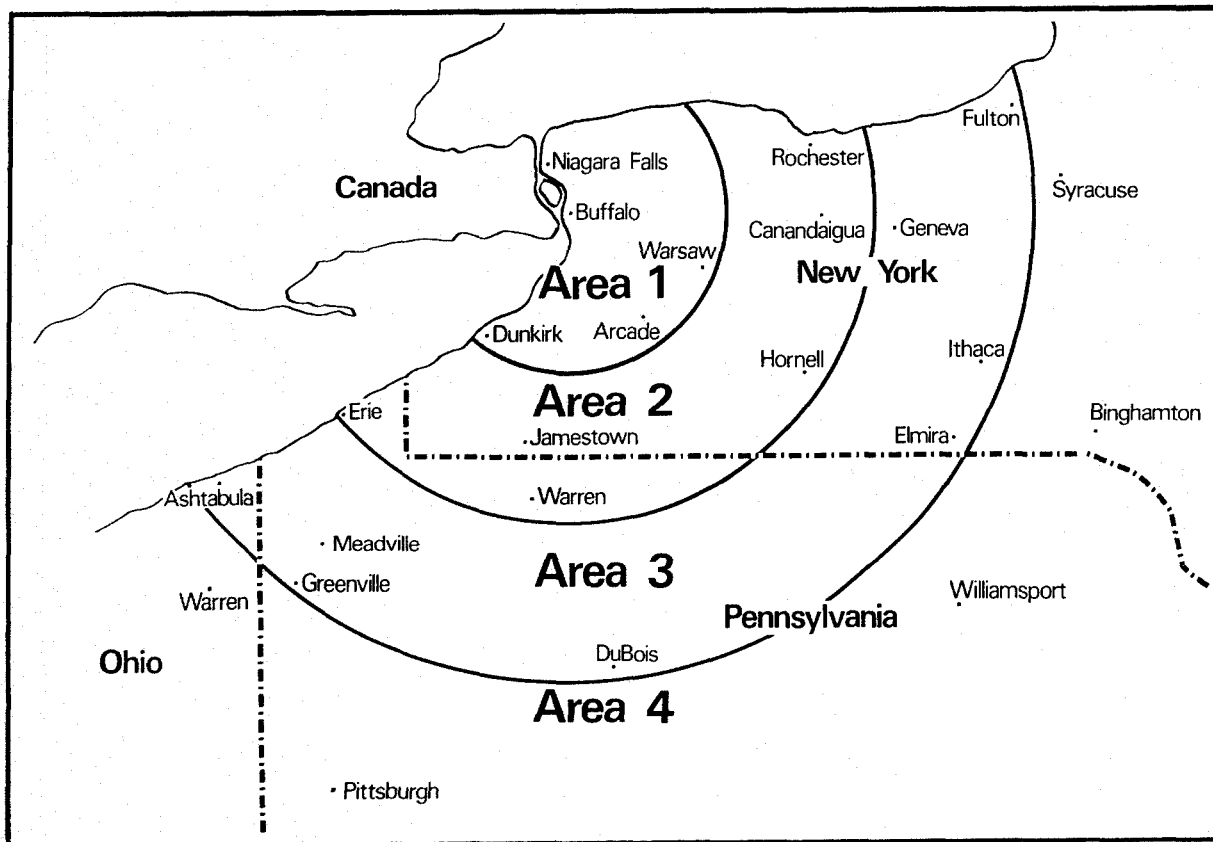 Fulton
Rochester
Niagara Falls
Canada
Syracuse
Buffalo
Canandaigua
Geneva
Warsaw
New York
Area 1
Dunkirk
Arcade
Ithaca
Hornell
Area 2
Erie
Binghamton
Jamestown
Elmira
Ashtabula
Warren
Meadville
Area 3
Greenville
Williamsport
Warren
Pennsylvania
DuBois
Ohio
Area 4
Pittsburgh